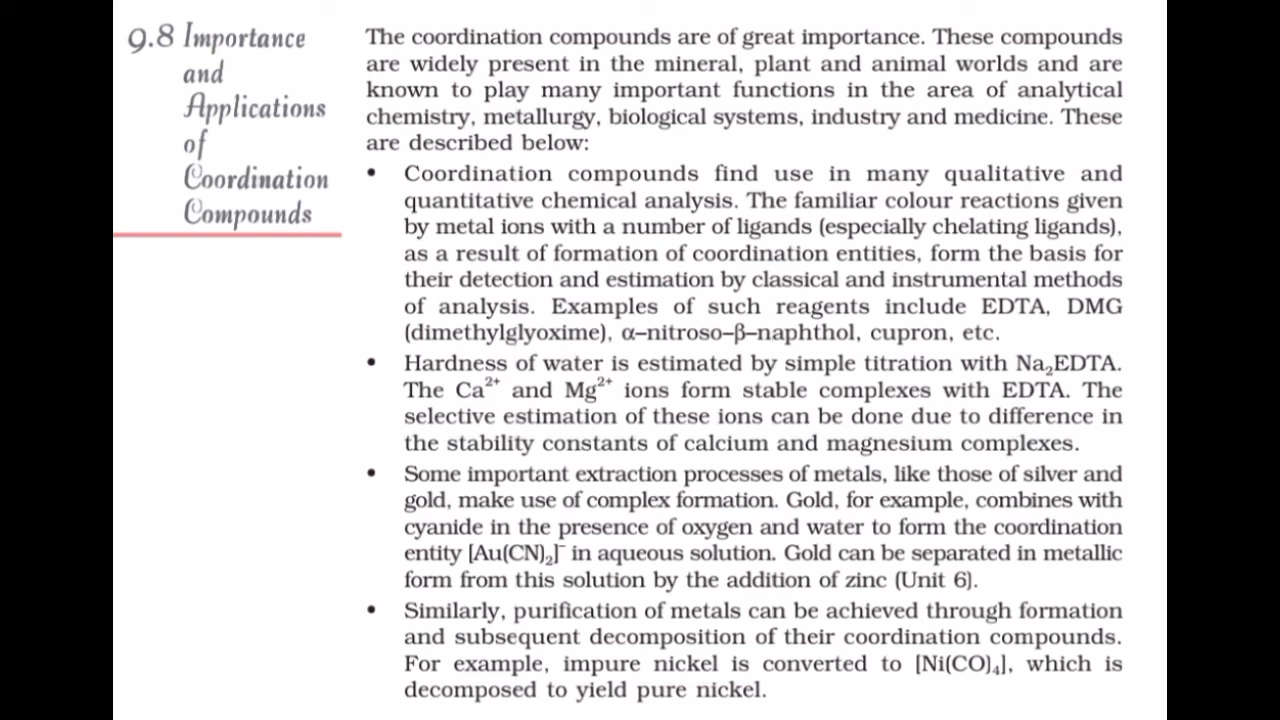 9.8 Importance
and
Applications
of
Coordination
Compounds
The coordination compounds are of great importance. These compounds
are widely present in the mineral, plant and animal worlds and are
known to play many important functions in the area of analytical
chemistry, metallurgy, biological systems, industry and medicine. These
are described below:
• Coordination compounds find use in many qualitative and
quantitative chemical analysis. The familiar colour reactions given
by metal ions with a number of ligands (especially chelating ligands),
as a result of formation of coordination entities, form the basis for
their detection and estimation by classical and instrumental methods
of analysis. Examples of such reagents include EDTA, DMG
(dimethylglyoxime), α–nitroso–β–naphthol, cupron, etc.
• Hardness of water is estimated by simple titration with Na₂EDTA.
The Ca²⁺ and Mg²⁺ ions form stable complexes with EDTA. The
selective estimation of these ions can be done due to difference in
the stability constants of calcium and magnesium complexes.
• Some important extraction processes of metals, like those of silver and
gold, make use of complex formation. Gold, for example, combines with
cyanide in the presence of oxygen and water to form the coordination
entity [Au(CN)₂]⁻ in aqueous solution. Gold can be separated in metallic
form from this solution by the addition of zinc (Unit 6).
• Similarly, purification of metals can be achieved through formation
and subsequent decomposition of their coordination compounds.
For example, impure nickel is converted to [Ni(CO)₄], which is
decomposed to yield pure nickel.